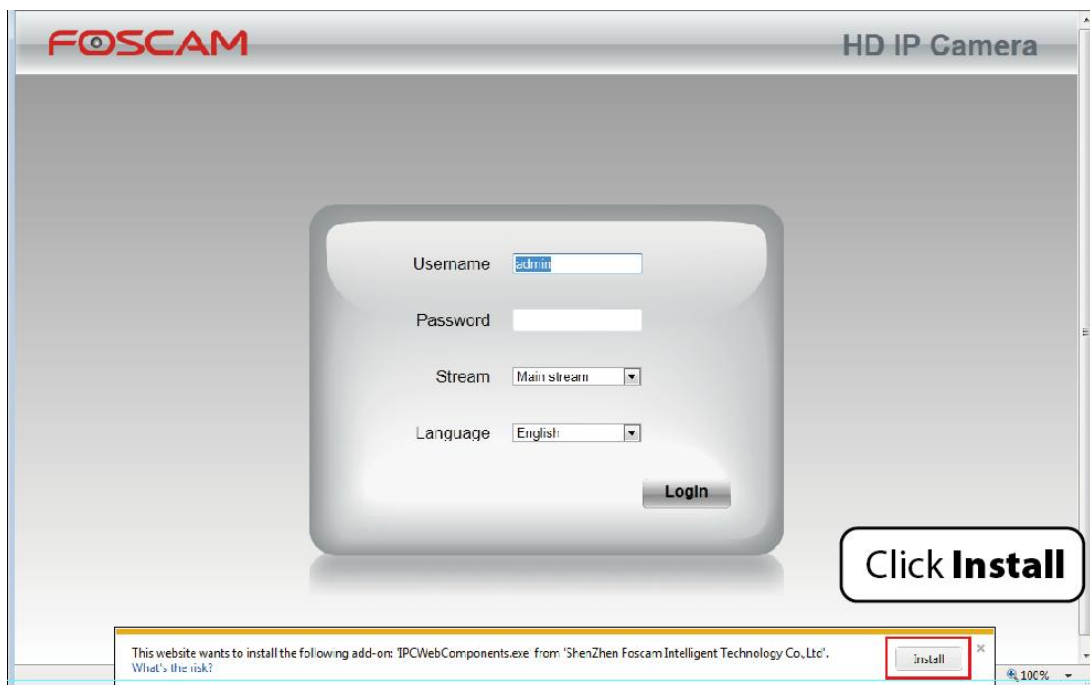 FOSCAM
HD IP Camera
Username admin
Password
Stream Main stream
Language English
Login
Click Install
This website wants to install the following add-on: 'IPCWebComponents.exe' from 'ShenZhen Foscam Intelligent Technology Co.,Ltd'.
What's the risk?
Install
100%